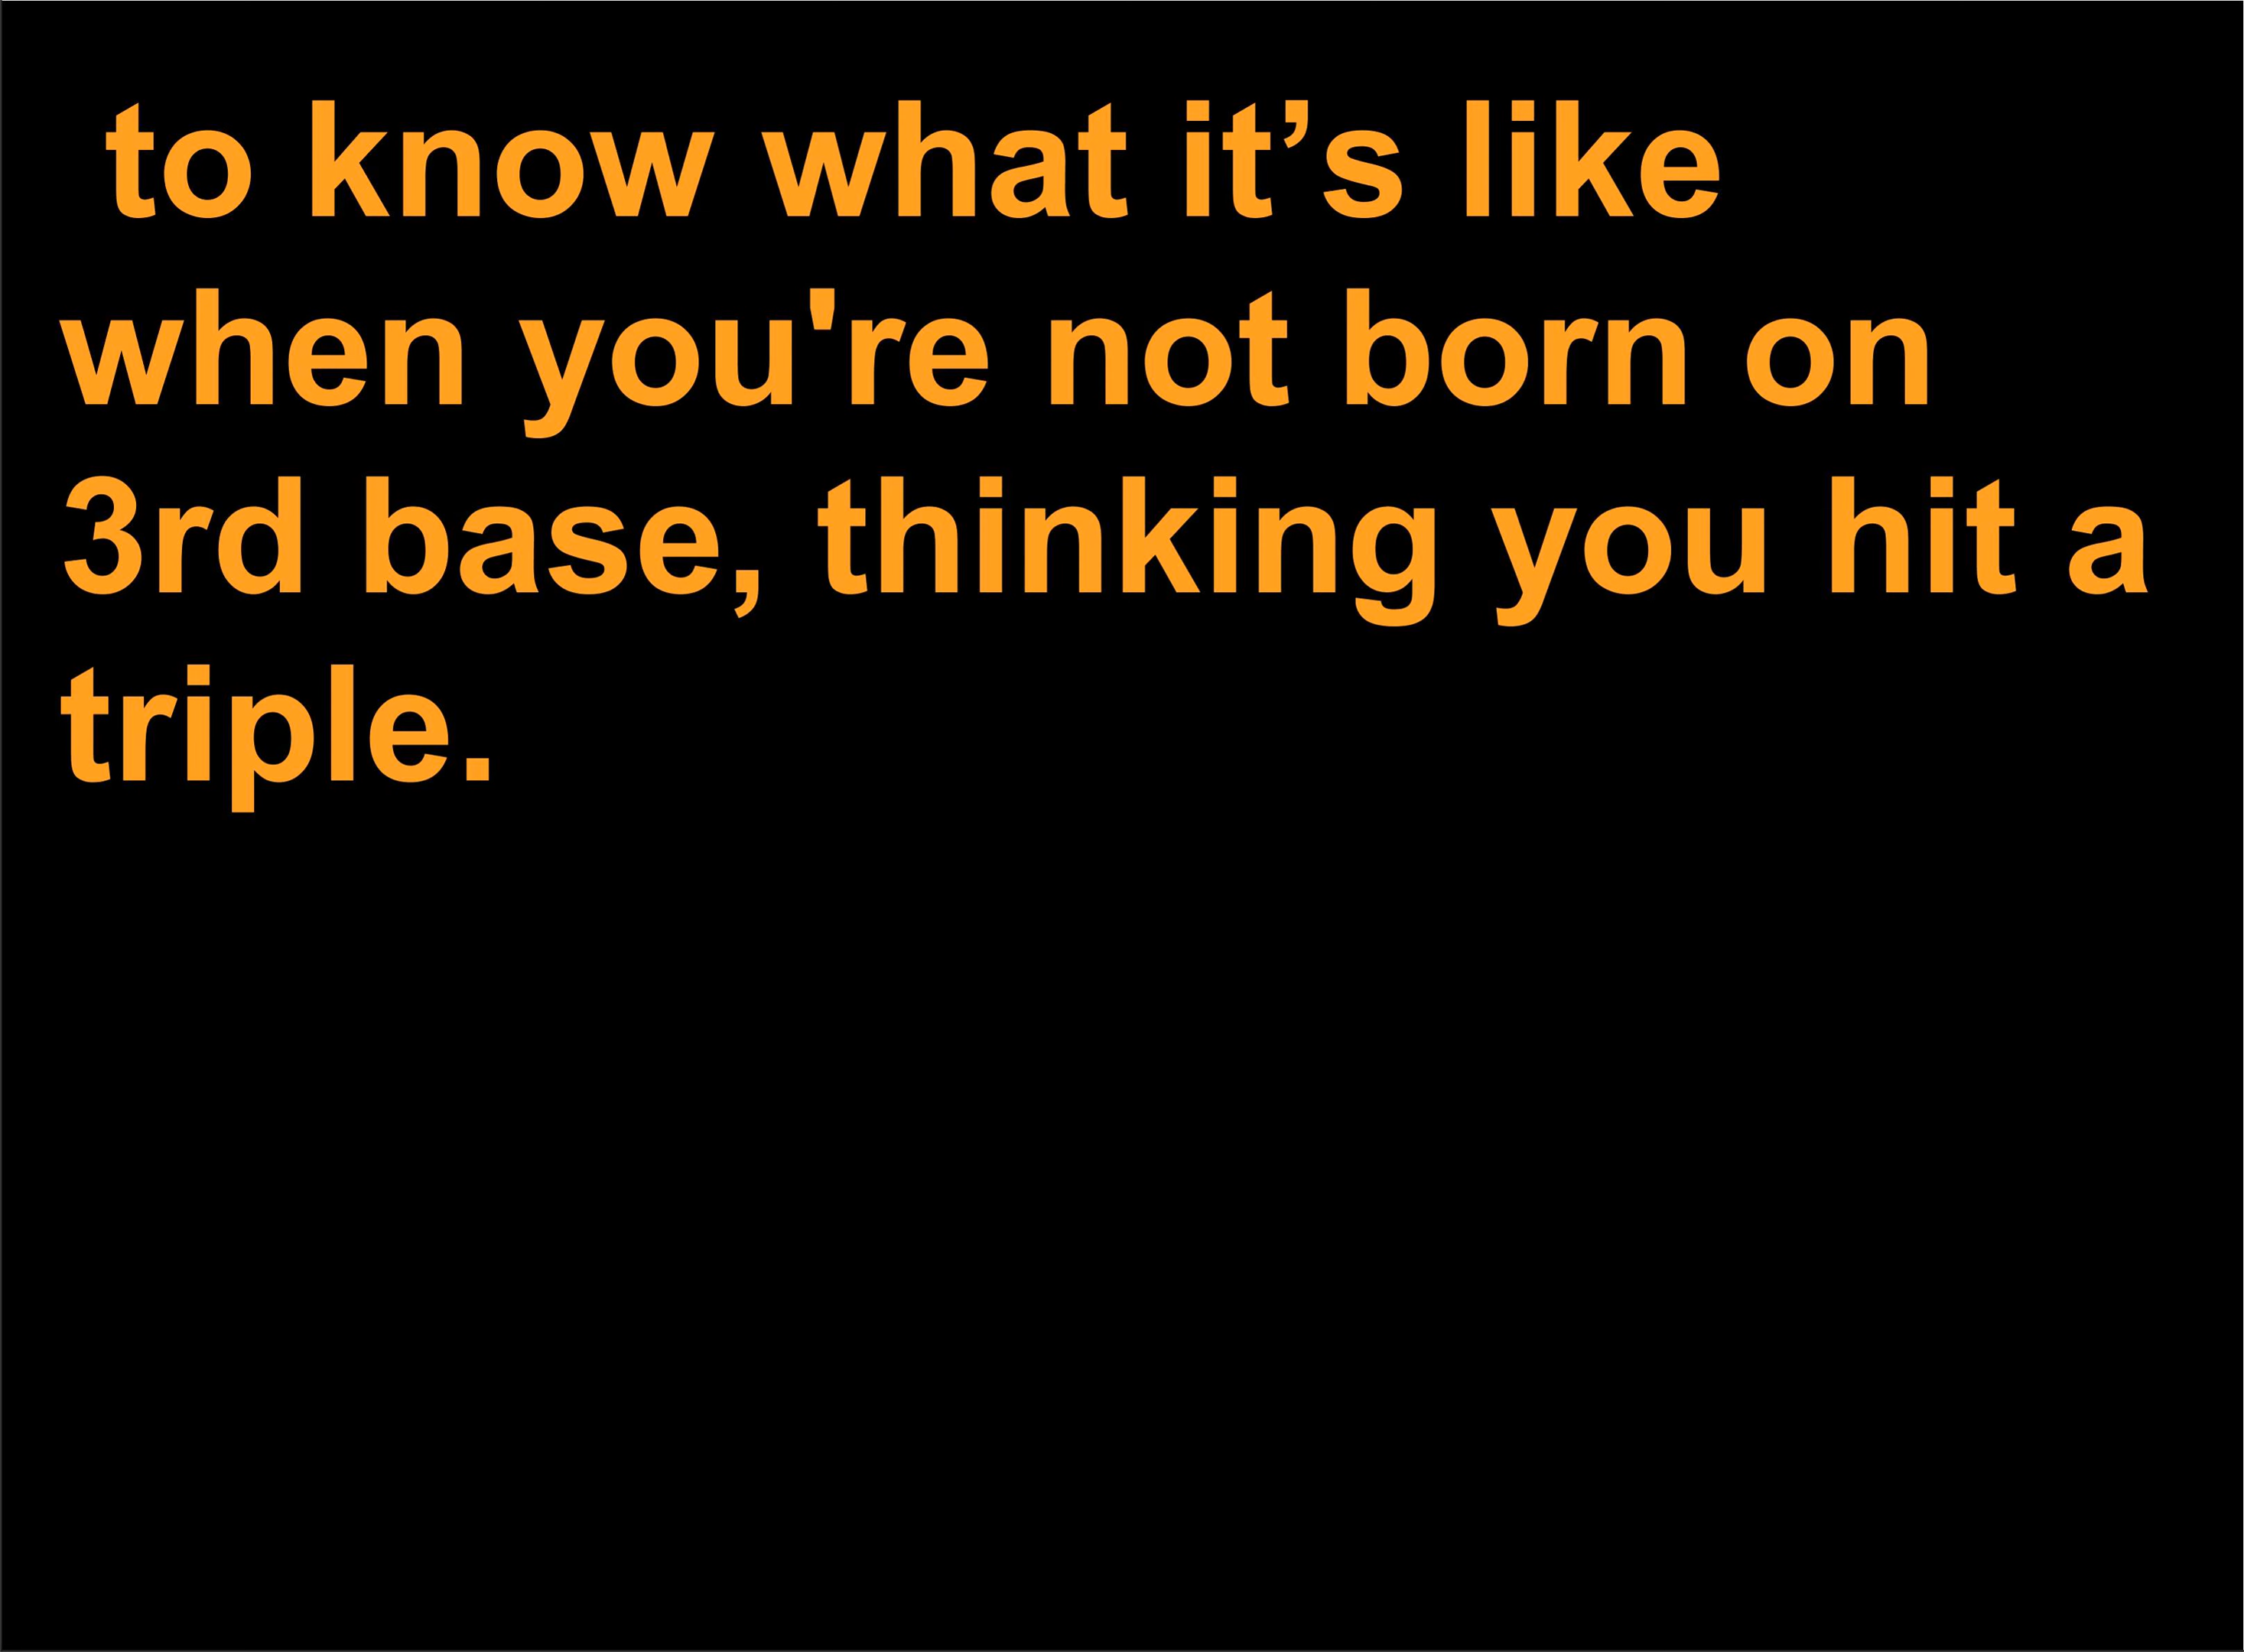 to know what it’s like
when you're not born on
3rd base, thinking you hit a
triple.